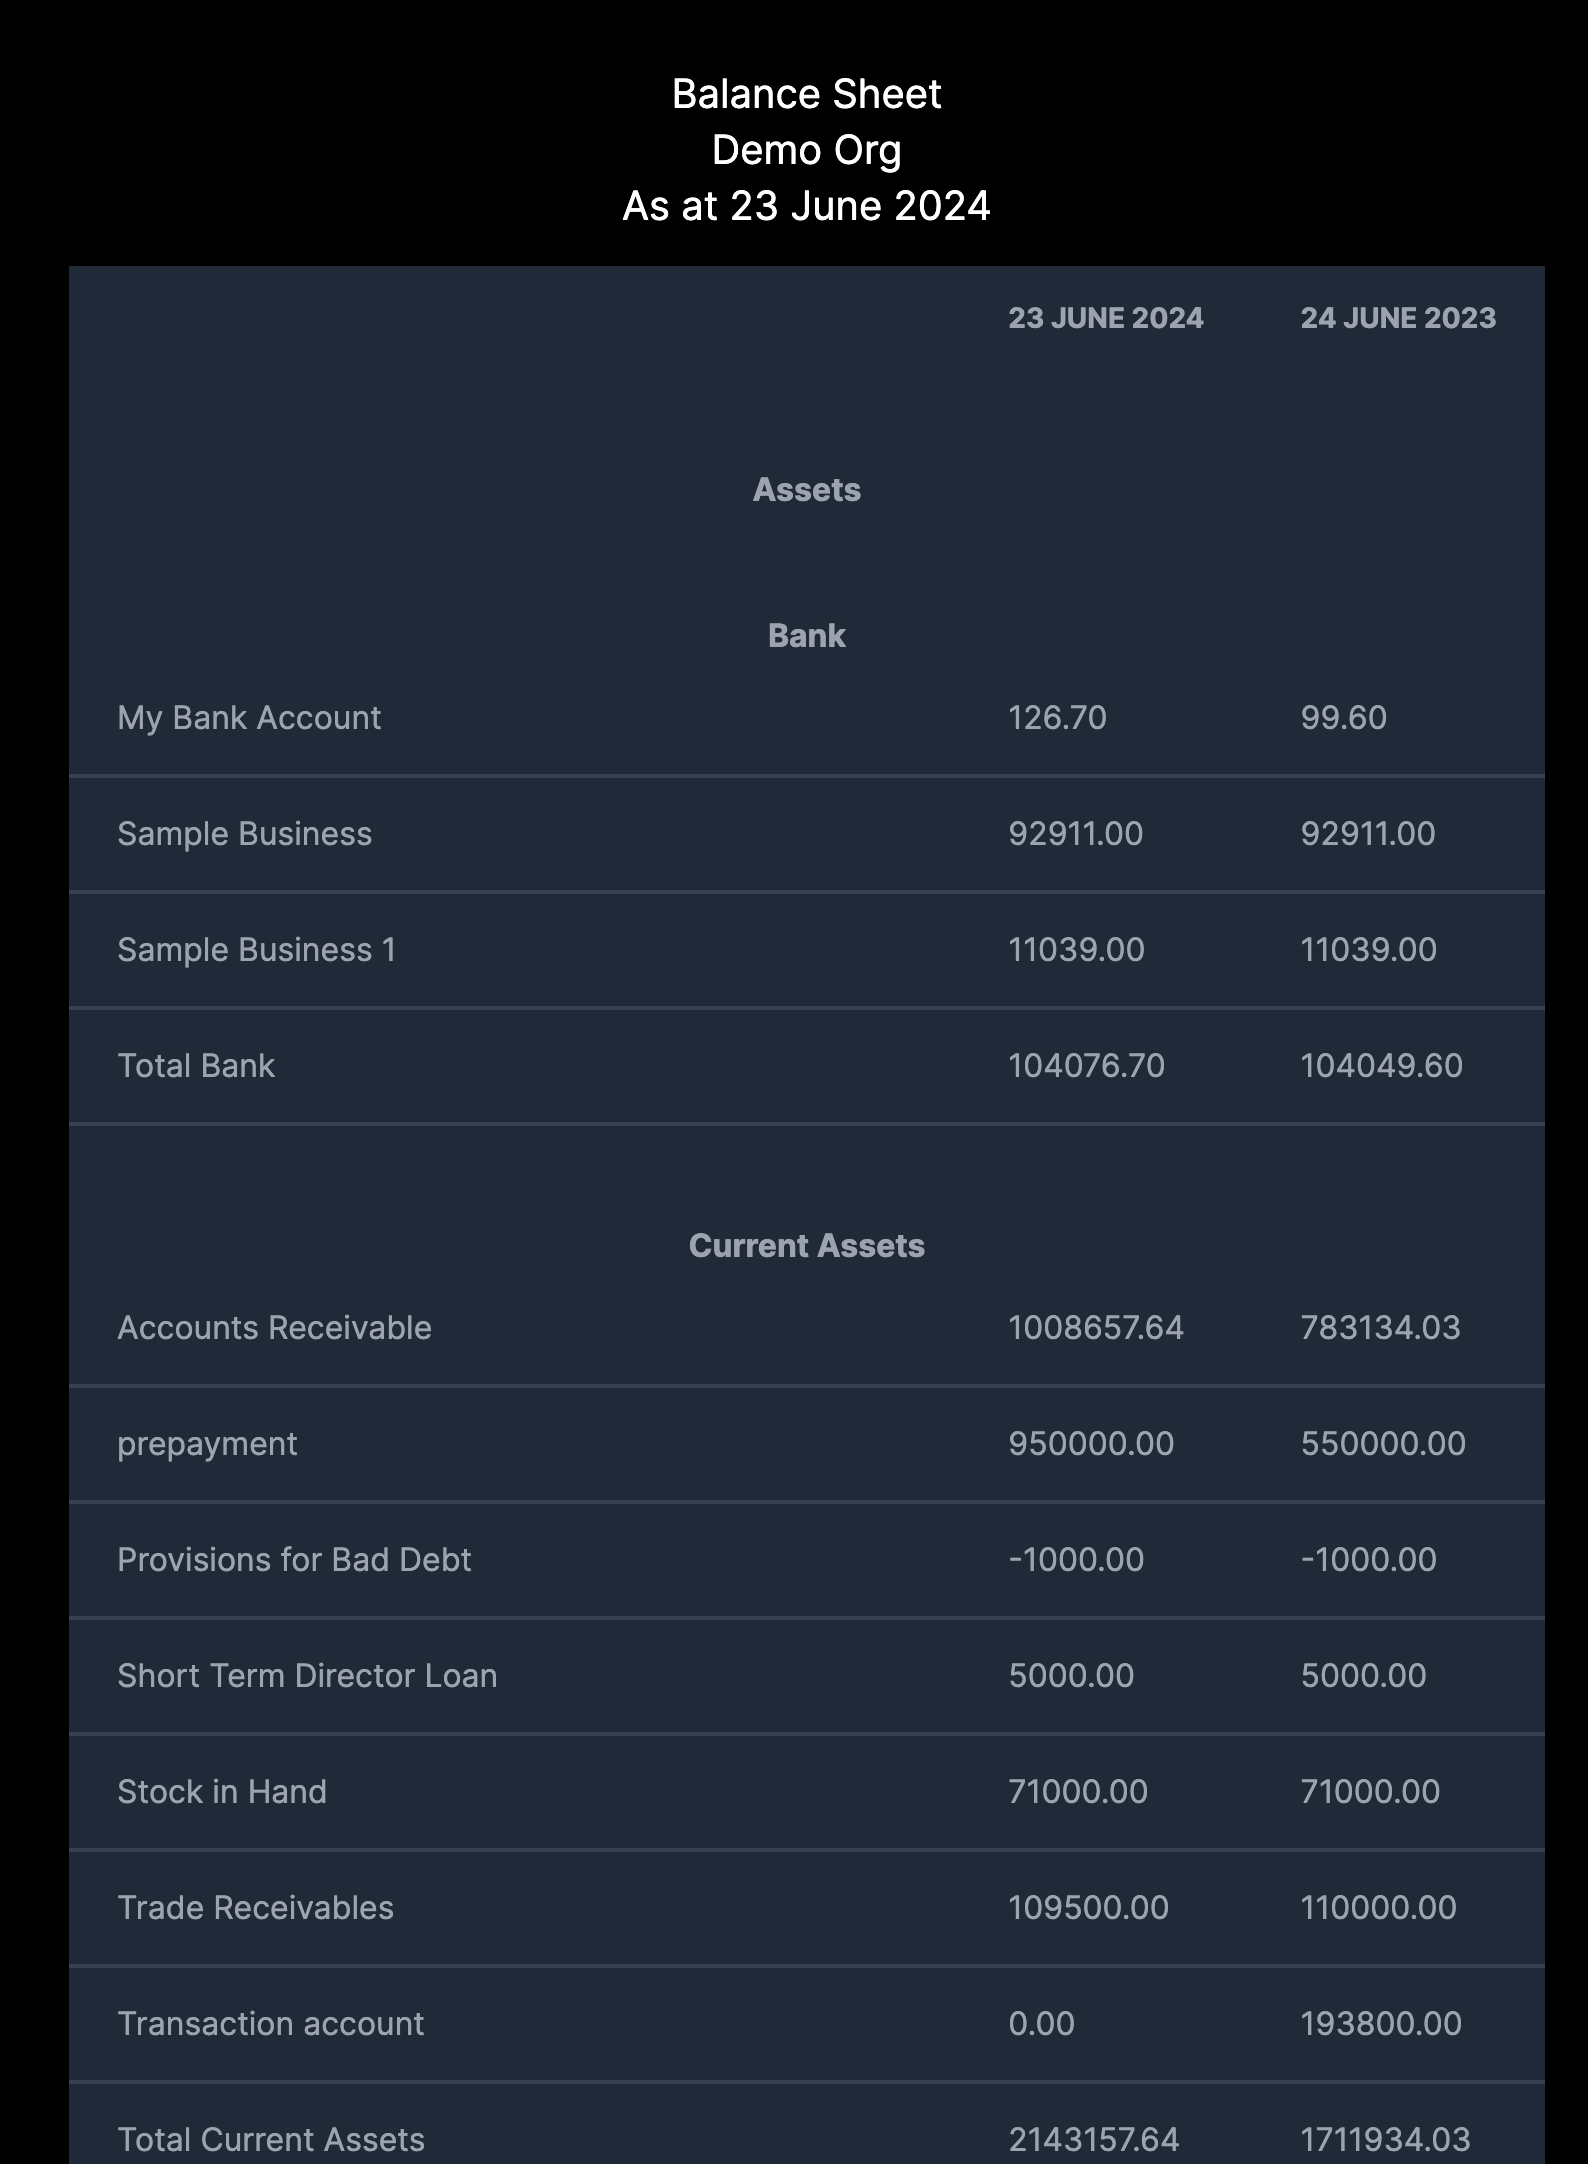 Balance Sheet
Demo Org
As at 23 June 2024
23 JUNE 2024 24 JUNE 2023
Assets
Bank
My Bank Account 126.70 99.60
Sample Business 92911.00 92911.00
Sample Business 1 11039.00 11039.00
Total Bank 104076.70 104049.60
Current Assets
Accounts Receivable 1008657.64 783134.03
prepayment 950000.00 550000.00
Provisions for Bad Debt -1000.00 -1000.00
Short Term Director Loan 5000.00 5000.00
Stock in Hand 71000.00 71000.00
Trade Receivables 109500.00 110000.00
Transaction account 0.00 193800.00
Total Current Assets 2143157.64 1711934.03